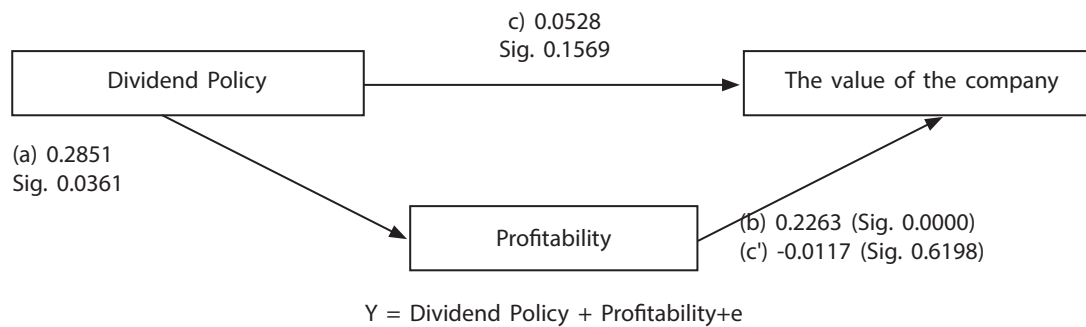 c) 0.0528
Sig. 0.1569
Dividend Policy
The value of the company
(a) 0.2851
Sig. 0.0361
Profitability
(b) 0.2263 (Sig. 0.0000)
(c') -0.0117 (Sig. 0.6198)
Y = Dividend Policy + Profitability+e